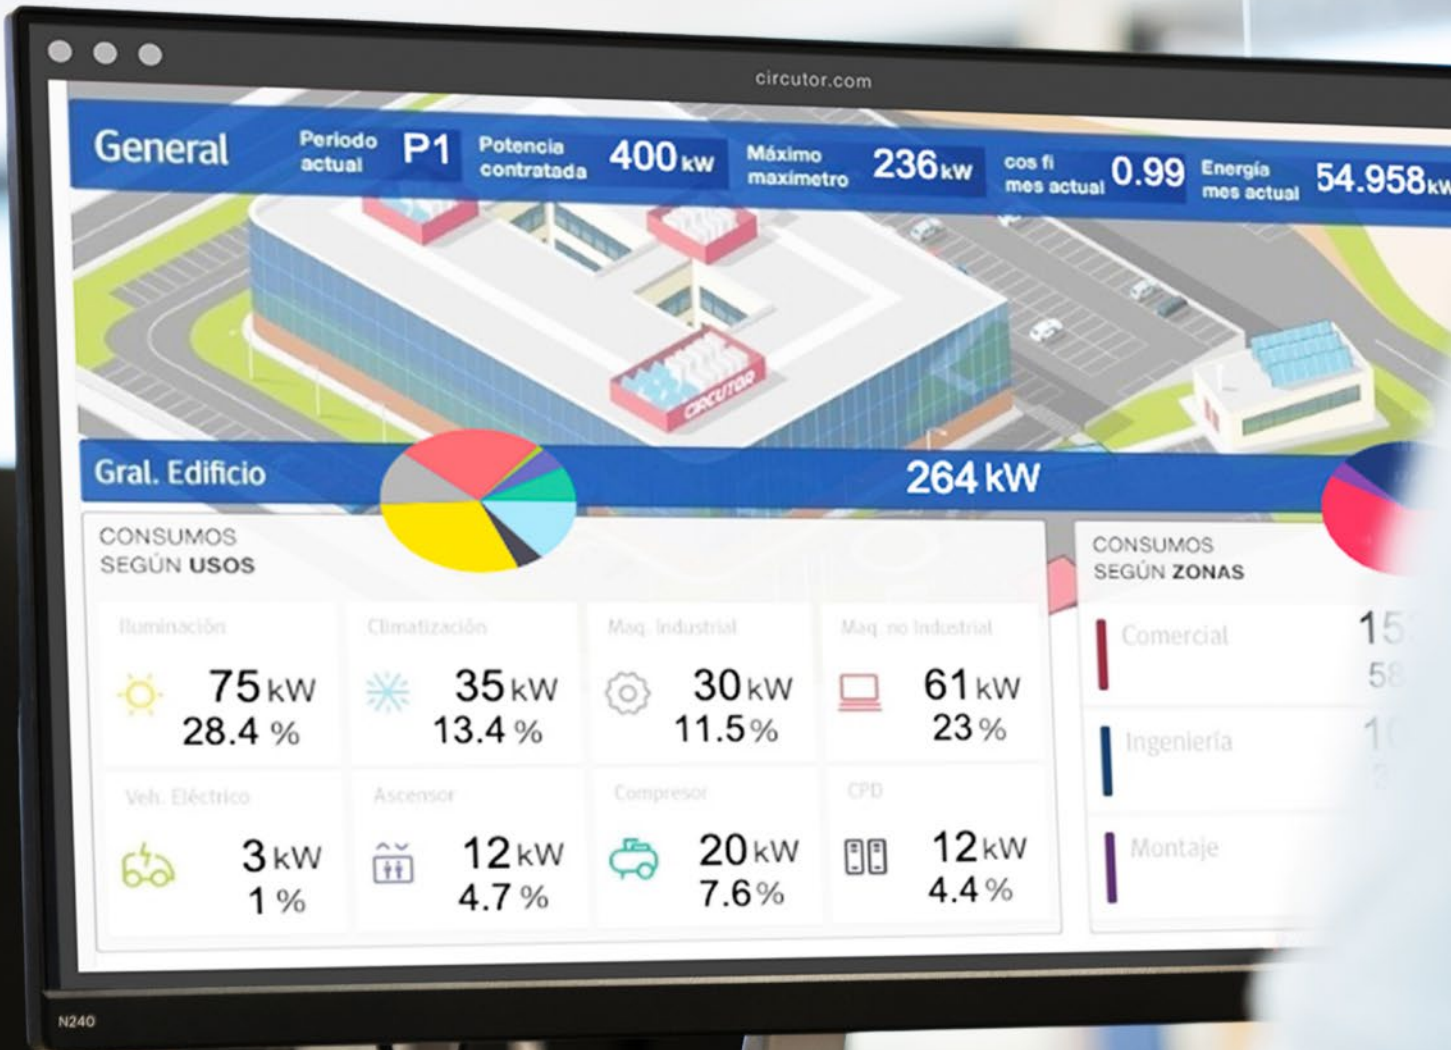 circutor.com
General
Periodo actual P1
Potencia contratada 400 kW
Máximo maxímetro 236 kW
cos fi mes actual 0.99
Energía mes actual 54.958
CIRCUTOR
Gral. Edificio 264 kW
CONSUMOS
SEGÚN USOS
Iluminación
75 kW
28.4 %
Climatización
35 kW
13.4 %
Maq. Industrial
30 kW
11.5 %
Maq. no Industrial
61 kW
23 %
Veh. Eléctrico
3 kW
1 %
Ascensor
12 kW
4.7 %
Compresor
20 kW
7.6 %
CPD
12 kW
4.4 %
CONSUMOS
SEGÚN ZONAS
Comercial
Ingeniería
Montaje
N240